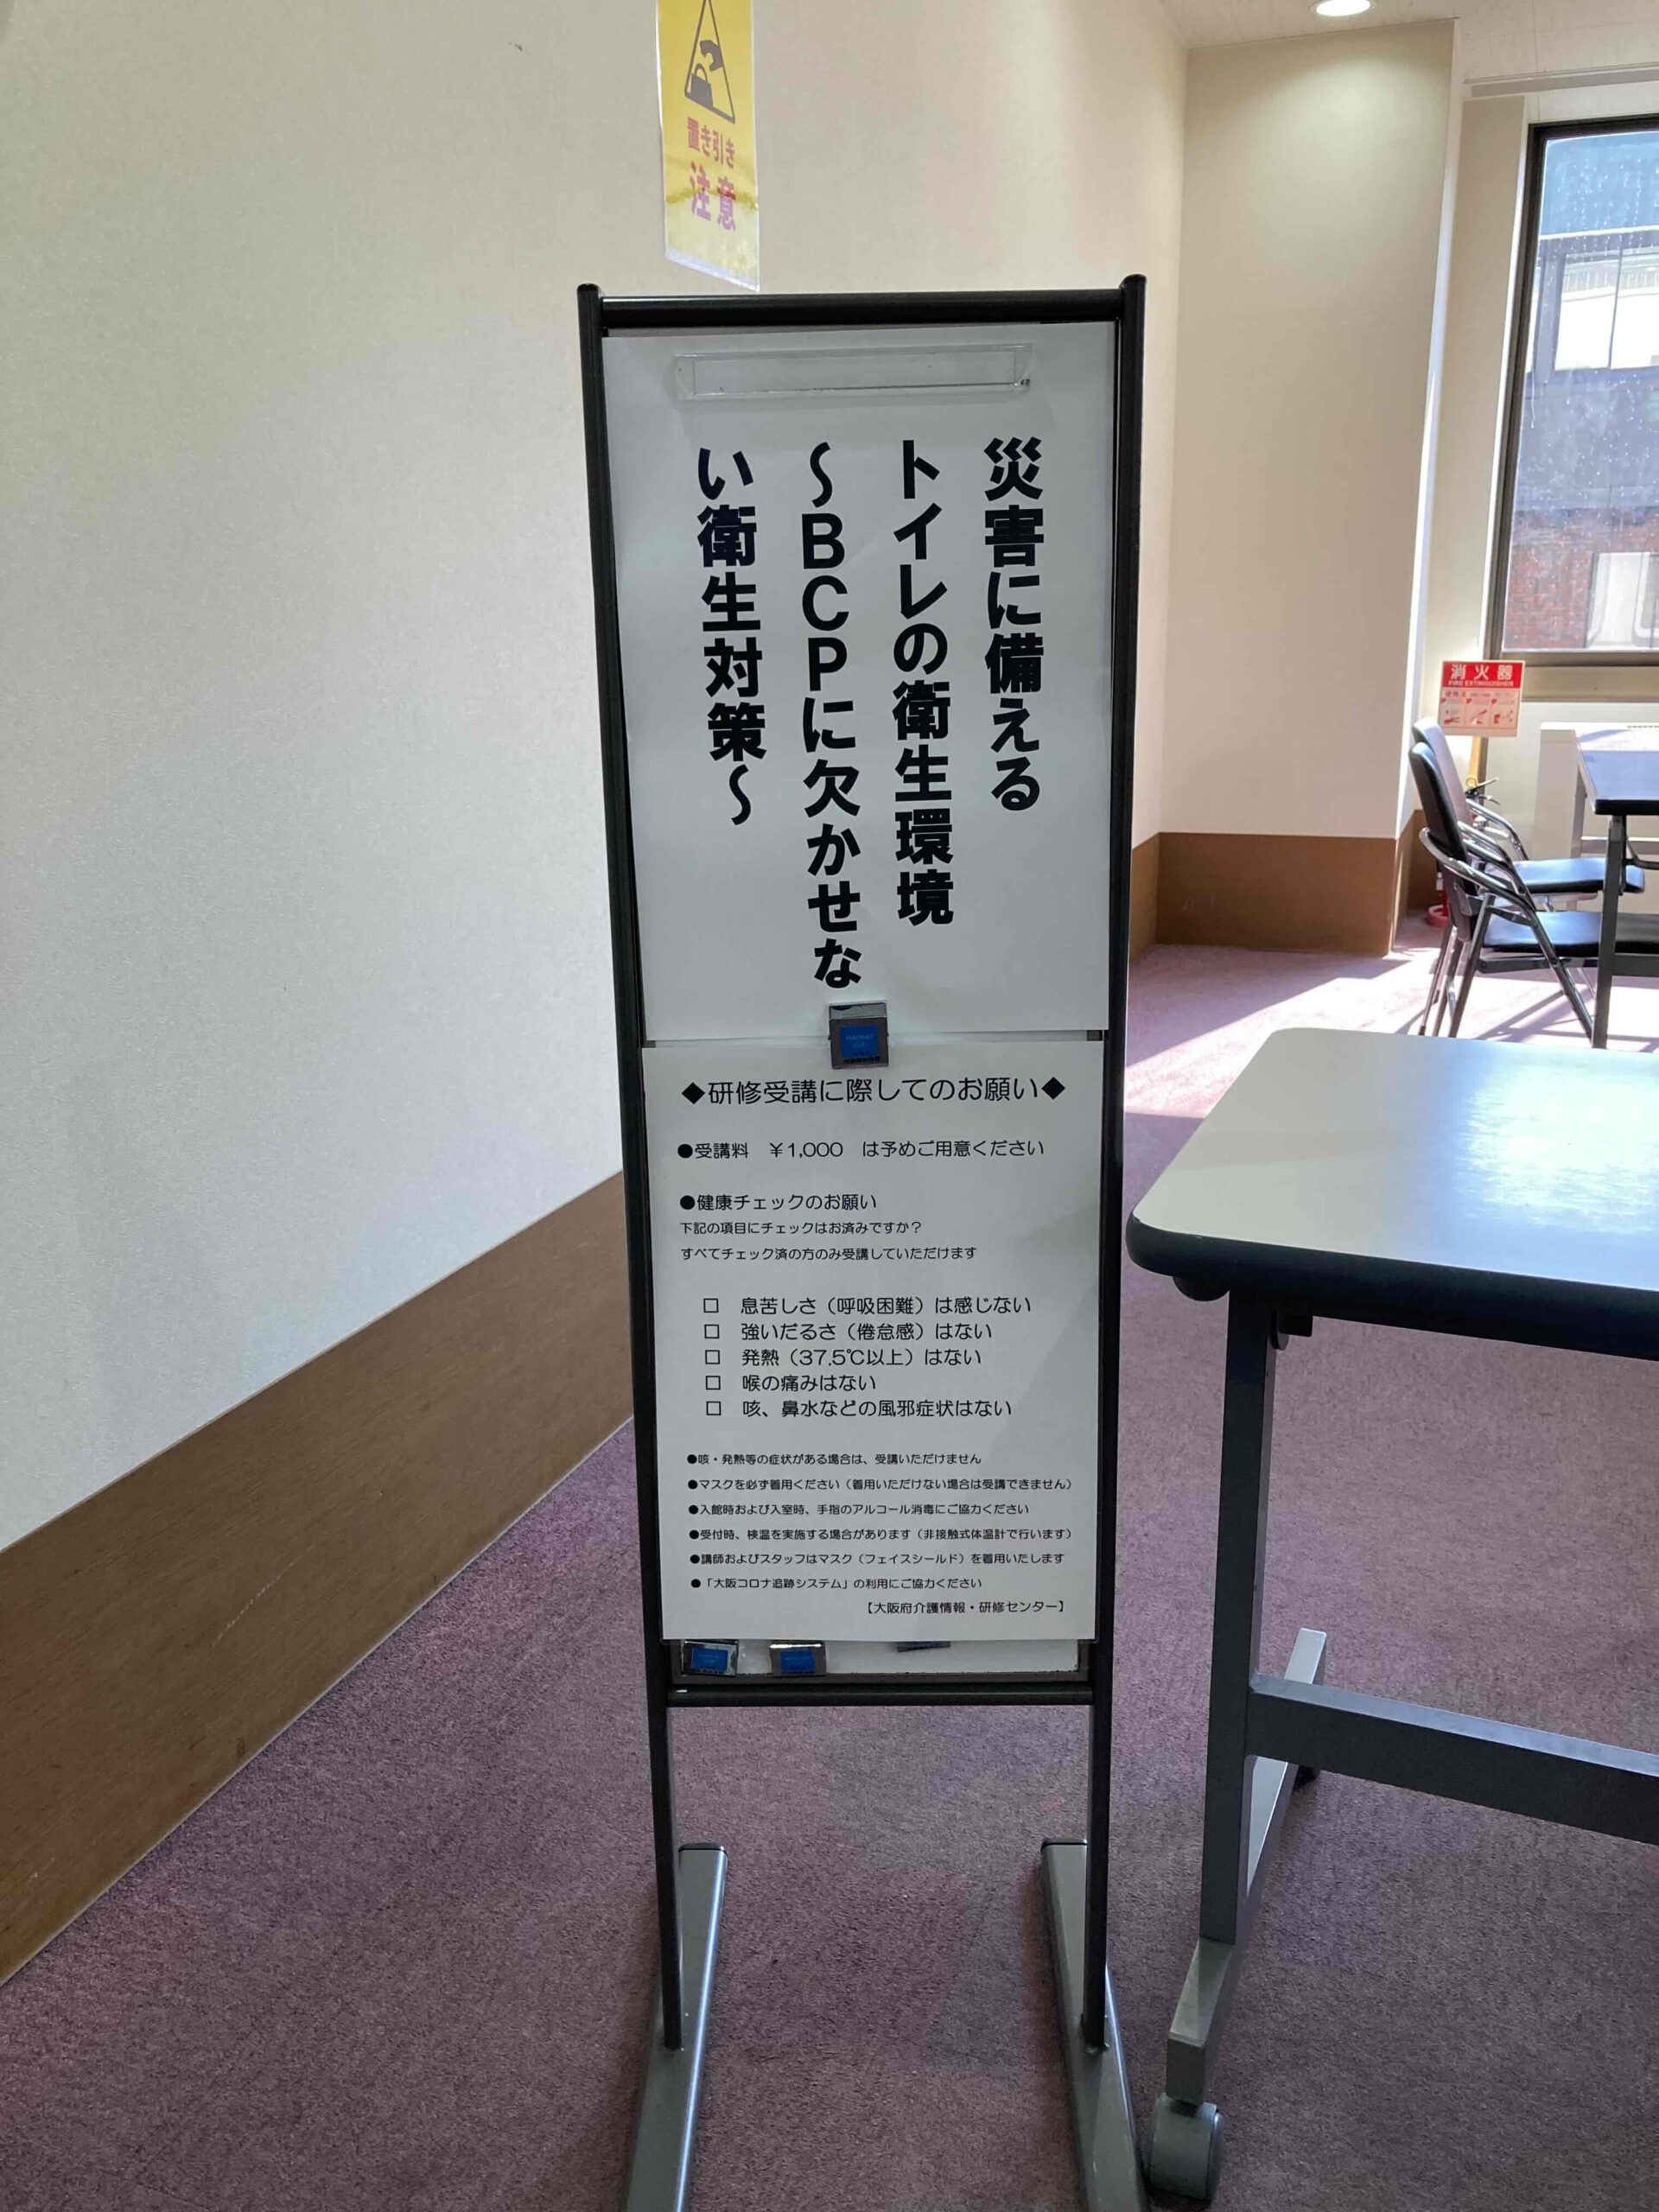 置き引き
注意
災害に備える
トイレの衛生環境
～BCPに欠かせな
い衛生対策～
◆研修受講に際してのお願い◆
●受講料　￥1,000　は予めご用意ください
●健康チェックのお願い
下記の項目にチェックはお済みですか？
すべてチェック済の方のみ受講していただけます
□　息苦しさ（呼吸困難）は感じない
□　強いだるさ（倦怠感）はない
□　発熱（37.5℃以上）はない
□　喉の痛みはない
□　咳、鼻水などの風邪症状はない
●咳・発熱等の症状がある場合は、受講いただけません
●マスクを必ず着用ください（着用いただけない場合は受講できません）
●入館時および入室時、手指のアルコール消毒にご協力ください
●受付時、検温を実施する場合があります（非接触式体温計で行います）
●講師およびスタッフはマスク（フェイスシールド）を着用いたします
●「大阪コロナ追跡システム」の利用にご協力ください
【大阪府介護情報・研修センター】
消火器
FIRE EXTINGUISHER